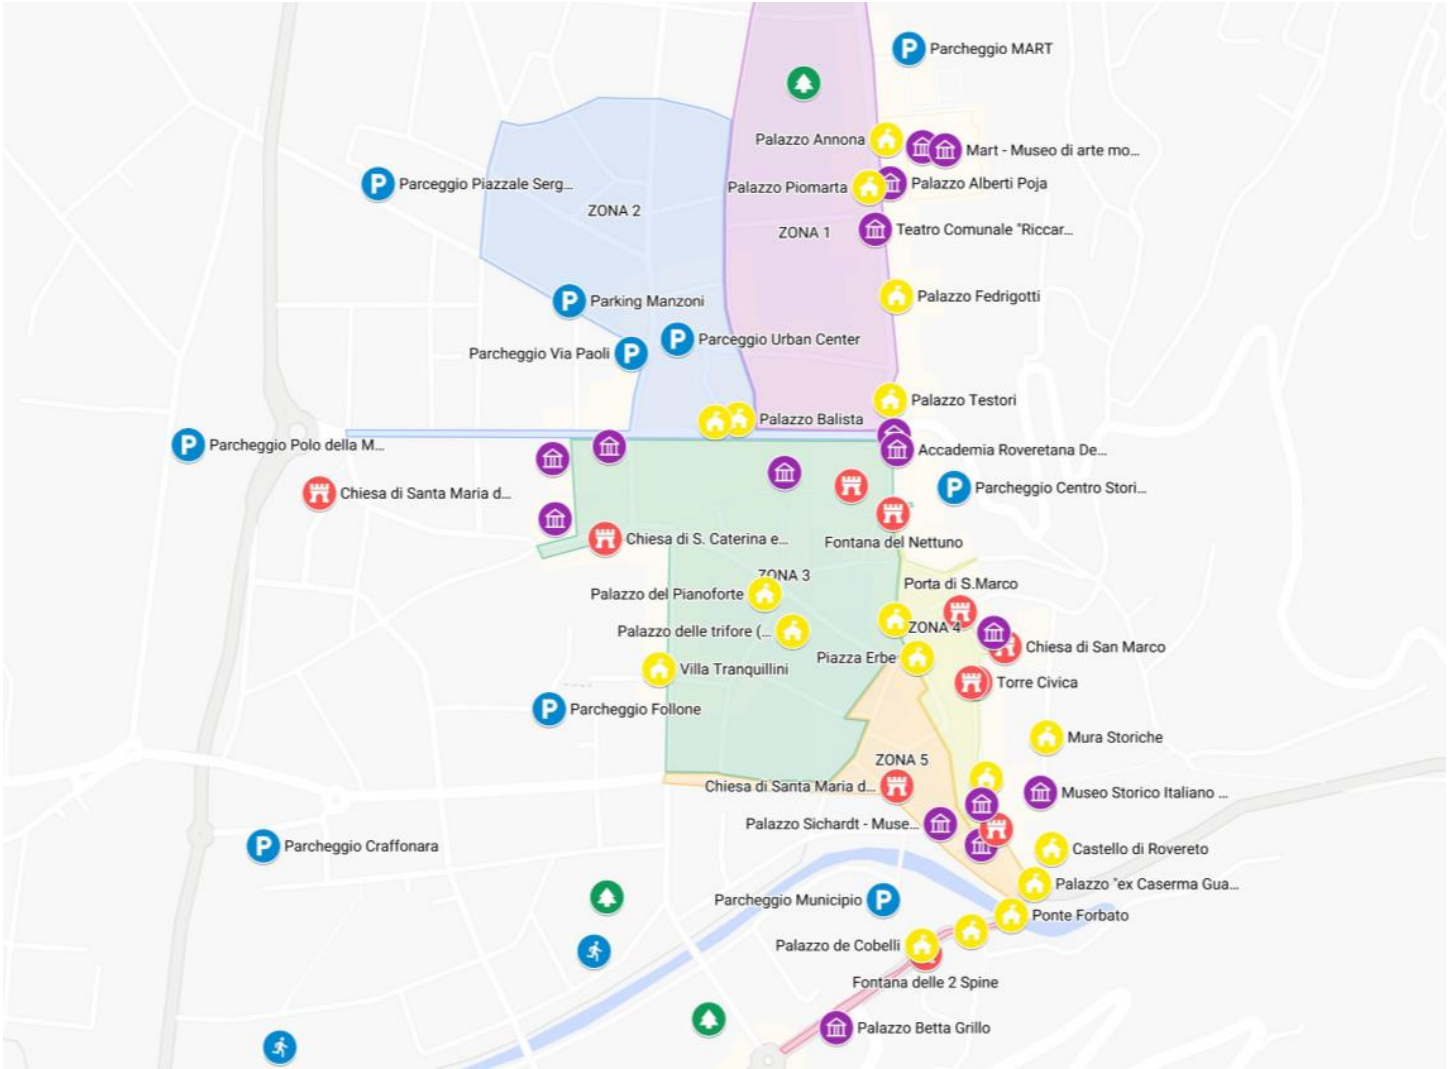 Parcheggio MART
Palazzo Annona
Mart - Museo di arte mo...
Parceggio Piazzale Serg...
Palazzo Piomarta
Palazzo Alberti Poja
ZONA 2
ZONA 1
Teatro Comunale "Riccar...
Palazzo Fedrigotti
Parking Manzoni
Parceggio Urban Center
Parcheggio Via Paoli
Palazzo Testori
Palazzo Balista
Parcheggio Polo della M...
Accademia Roveretana De...
Chiesa di Santa Maria d...
Parcheggio Centro Stori...
Chiesa di S. Caterina e...
Fontana del Nettuno
ZONA 3
Porta di S.Marco
Palazzo del Pianoforte
ZONA 4
Palazzo delle trifore (...
Chiesa di San Marco
Piazza Erbe
Villa Tranquillini
Torre Civica
Parcheggio Follone
Mura Storiche
ZONA 5
Chiesa di Santa Maria d...
Museo Storico Italiano ...
Palazzo Sichardt - Muse...
Parcheggio Craffonara
Castello di Rovereto
Palazzo "ex Caserma Gua...
Parcheggio Municipio
Ponte Forbato
Palazzo de Cobelli
Fontana delle 2 Spine
Palazzo Betta Grillo